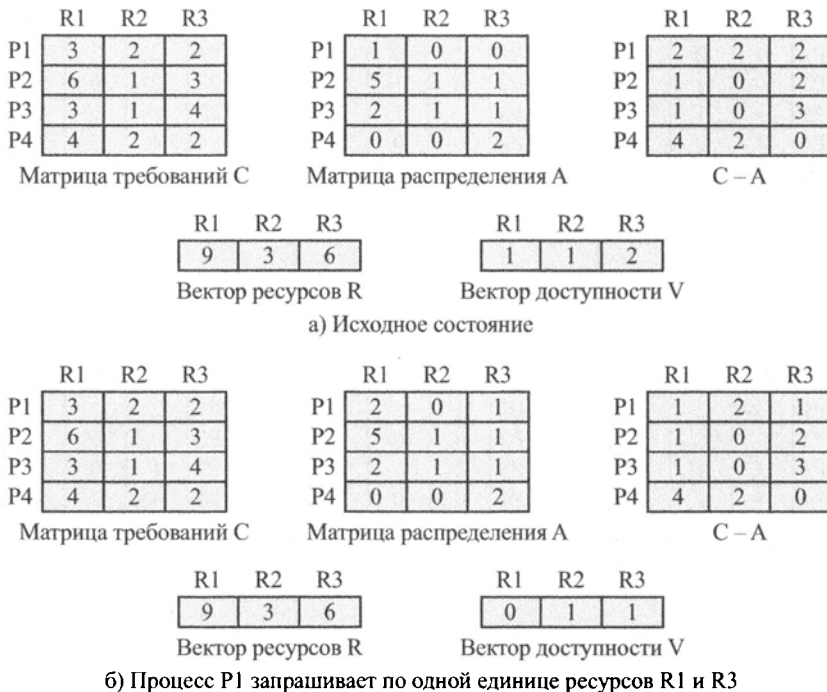 R1 R2 R3 R1 R2 R3 R1 R2 R3
P1 3 2 2 P1 1 0 0 P1 2 2 2
P2 6 1 3 P2 5 1 1 P2 1 0 2
P3 3 1 4 P3 2 1 1 P3 1 0 3
P4 4 2 2 P4 0 0 2 P4 4 2 0
Матрица требований C Матрица распределения A C – A
R1 R2 R3 R1 R2 R3
9 3 6 1 1 2
Вектор ресурсов R Вектор доступности V
а) Исходное состояние
R1 R2 R3 R1 R2 R3 R1 R2 R3
P1 3 2 2 P1 2 0 1 P1 1 2 1
P2 6 1 3 P2 5 1 1 P2 1 0 2
P3 3 1 4 P3 2 1 1 P3 1 0 3
P4 4 2 2 P4 0 0 2 P4 4 2 0
Матрица требований C Матрица распределения A C – A
R1 R2 R3 R1 R2 R3
9 3 6 0 1 1
Вектор ресурсов R Вектор доступности V
б) Процесс P1 запрашивает по одной единице ресурсов R1 и R3